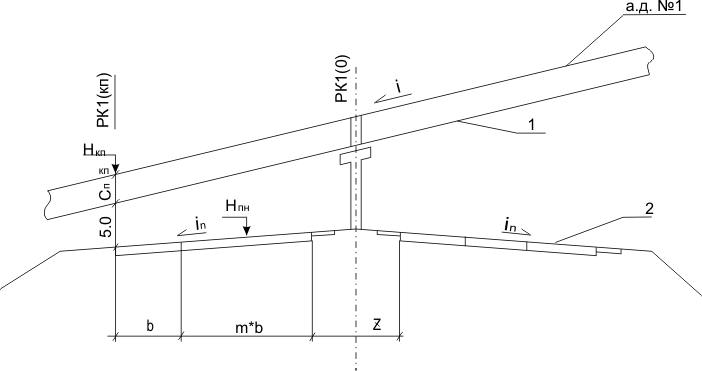 а.д. №1
РК1(кп)
РК1(0)
i
1
Нкп
кп
Сп
5.0
Нпн
iп
iп
2
b
m*b
Z